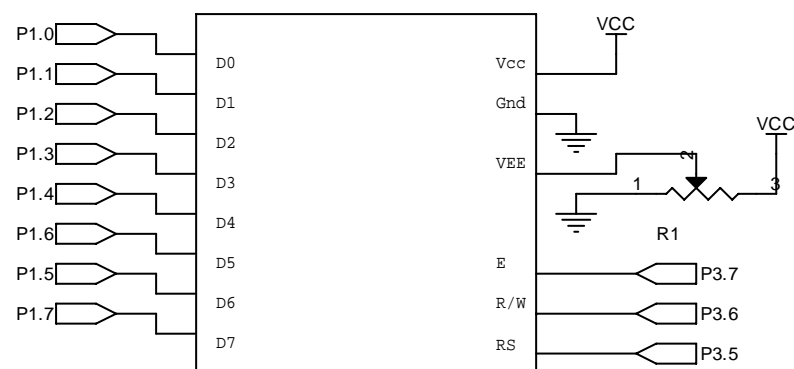 P1.0
P1.1
P1.2
P1.3
P1.4
P1.6
P1.5
P1.7
D0
D1
D2
D3
D4
D5
D6
D7
Vcc
Gnd
VEE
E
R/W
RS
VCC
VCC
1
2
3
R1
P3.7
P3.6
P3.5